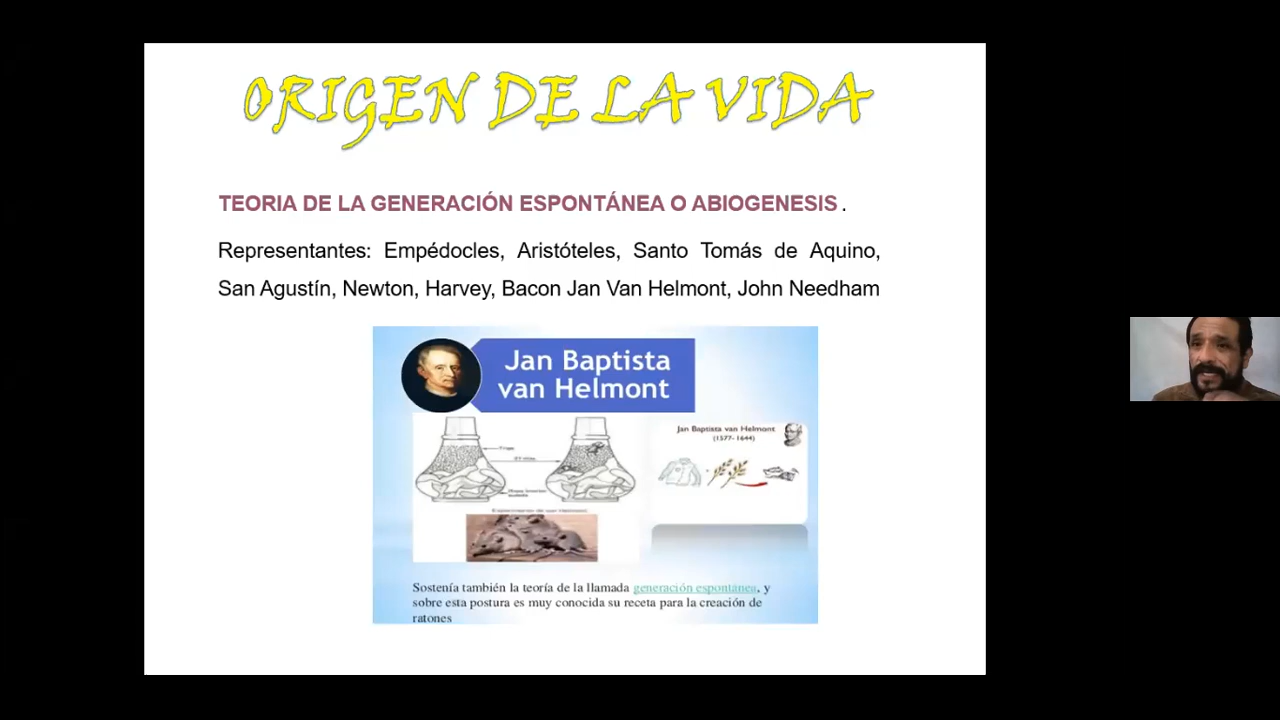 ORIGEN DE LA VIDA
TEORIA DE LA GENERACIÓN ESPONTÁNEA O ABIOGENESIS .
Representantes: Empédocles, Aristóteles, Santo Tomás de Aquino,
San Agustín, Newton, Harvey, Bacon Jan Van Helmont, John Needham
Jan Baptista
van Helmont
Jan Baptista van Helmont
(1577-1644)
Sostenía también la teoría de la llamada generación espontánea, y
sobre esta postura es muy conocida su receta para la creación de
ratones